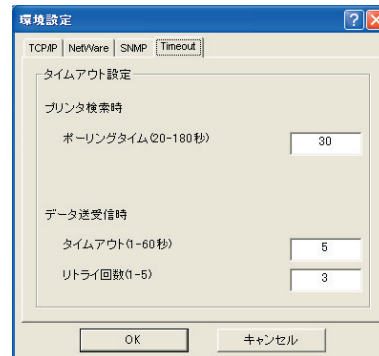 環境設定
TCP/IP NetWare SNMP Timeout
タイムアウト設定
プリンタ検索時
ポーリングタイム(20-180秒) 30
データ送受信時
タイムアウト(1-60秒) 5
リトライ回数(1-5) 3
OK キャンセル